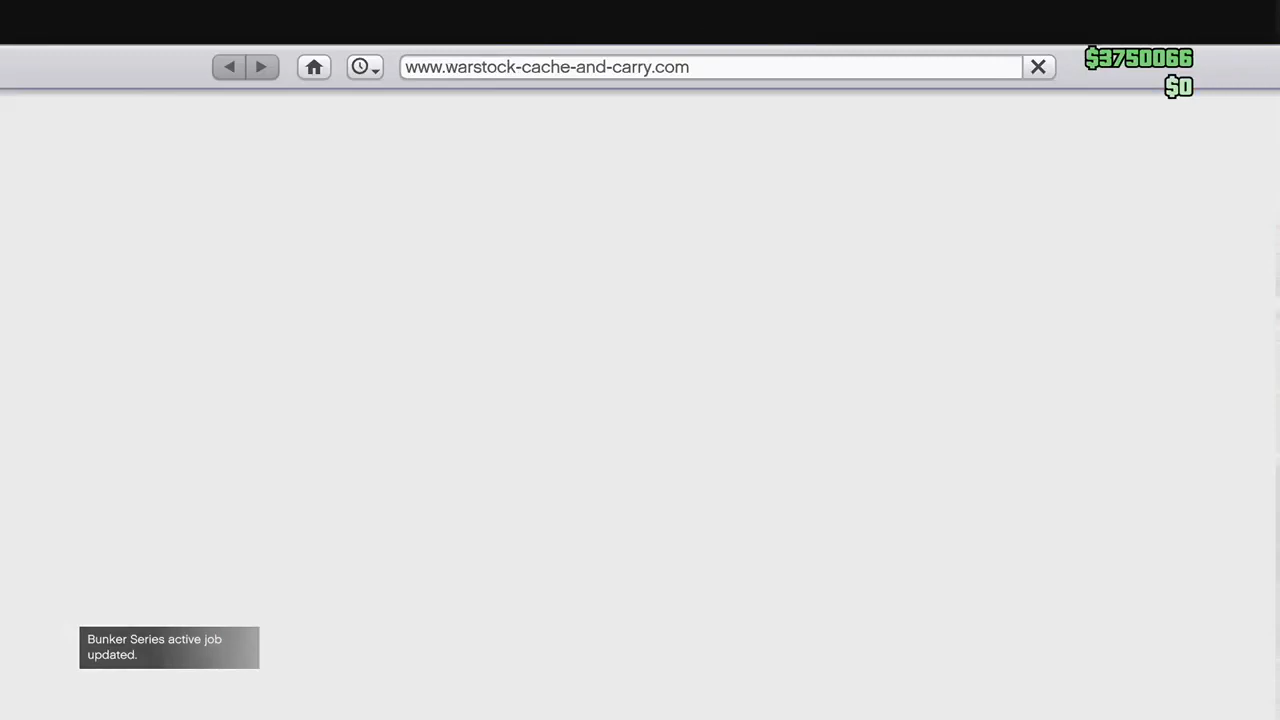 www.warstock-cache-and-carry.com
$3750066
$0
Bunker Series active job
updated.